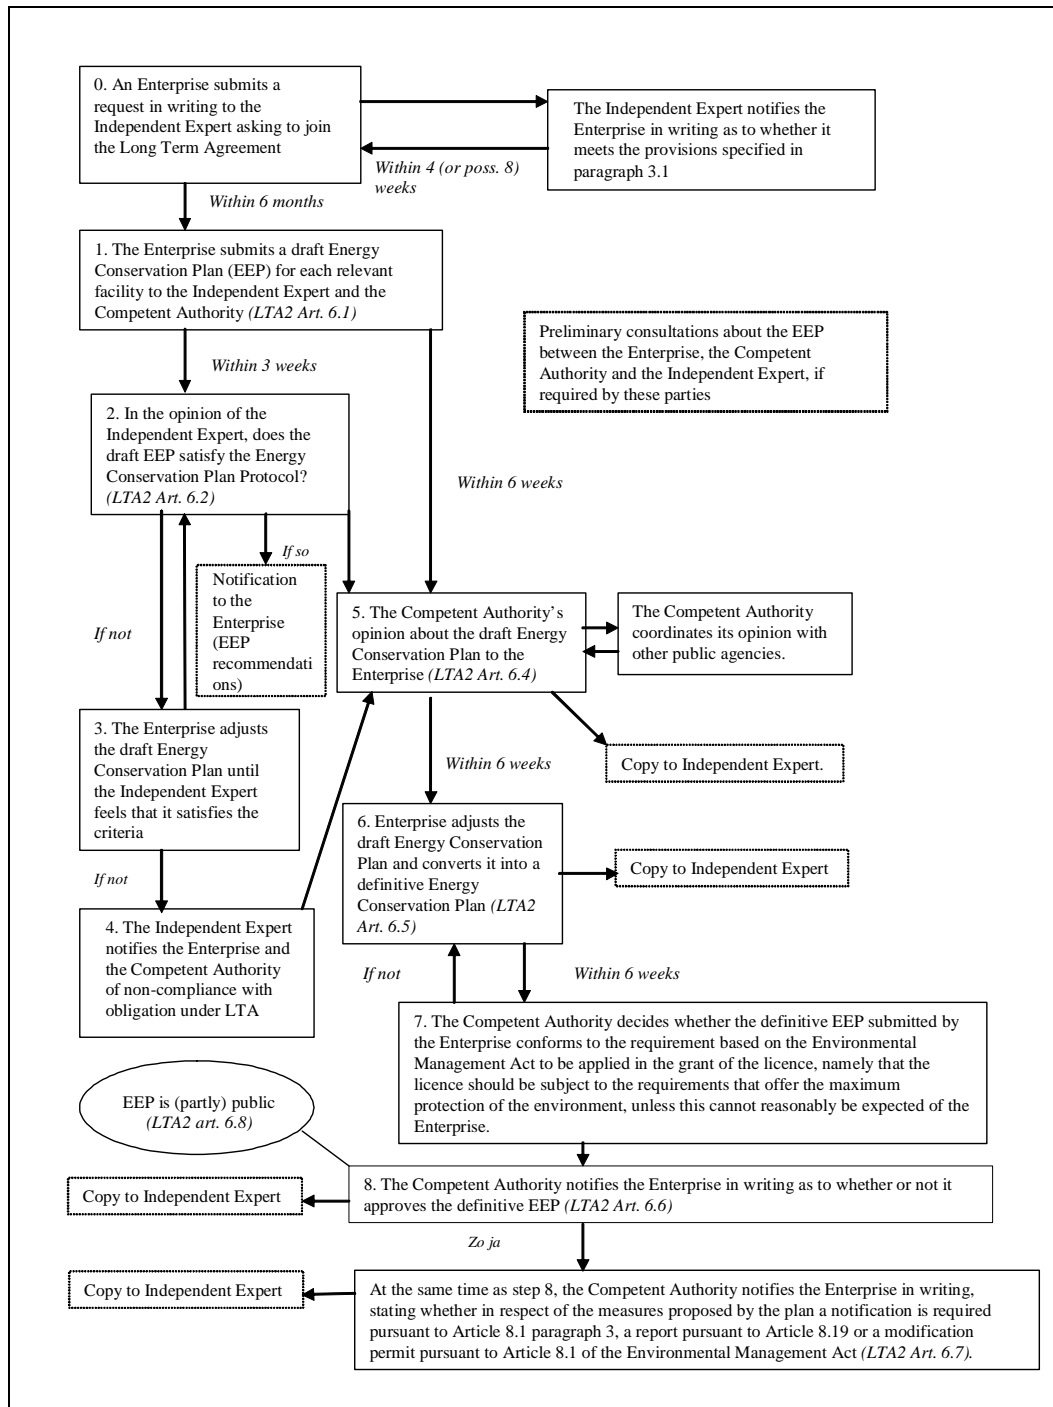 0. An Enterprise submits a
request in writing to the
Independent Expert asking to join
the Long Term Agreement
The Independent Expert notifies the
Enterprise in writing as to whether it
meets the provisions specified in
paragraph 3.1
Within 4 (or poss. 8)
weeks
Within 6 months
1. The Enterprise submits a draft Energy
Conservation Plan (EEP) for each relevant
facility to the Independent Expert and the
Competent Authority (LTA2 Art. 6.1)
Preliminary consultations about the EEP
between the Enterprise, the Competent
Authority and the Independent Expert, if
required by these parties
Within 3 weeks
2. In the opinion of the
Independent Expert, does the
draft EEP satisfy the Energy
Conservation Plan Protocol?
(LTA2 Art. 6.2)
Within 6 weeks
If so
Notification
to the
Enterprise
(EEP
recommendati
ons)
If not
5. The Competent Authority's
opinion about the draft Energy
Conservation Plan to the
Enterprise (LTA2 Art. 6.4)
The Competent Authority
coordinates its opinion with
other public agencies.
3. The Enterprise adjusts
the draft Energy
Conservation Plan until
the Independent Expert
feels that it satisfies the
criteria
Within 6 weeks
Copy to Independent Expert.
6. Enterprise adjusts the
draft Energy Conservation
Plan and converts it into a
definitive Energy
Conservation Plan (LTA2
Art. 6.5)
Copy to Independent Expert
If not
4. The Independent Expert
notifies the Enterprise and
the Competent Authority
of non-compliance with
obligation under LTA
If not
Within 6 weeks
7. The Competent Authority decides whether the definitive EEP submitted by
the Enterprise conforms to the requirement based on the Environmental
Management Act to be applied in the grant of the licence, namely that the
licence should be subject to the requirements that offer the maximum
protection of the environment, unless this cannot reasonably be expected of the
Enterprise.
EEP is (partly) public
(LTA2 art. 6.8)
Copy to Independent Expert
8. The Competent Authority notifies the Enterprise in writing as to whether or not it
approves the definitive EEP (LTA2 Art. 6.6)
Zo ja
Copy to Independent Expert
At the same time as step 8, the Competent Authority notifies the Enterprise in writing,
stating whether in respect of the measures proposed by the plan a notification is required
pursuant to Article 8.1 paragraph 3, a report pursuant to Article 8.19 or a modification
permit pursuant to Article 8.1 of the Environmental Management Act (LTA2 Art. 6.7).